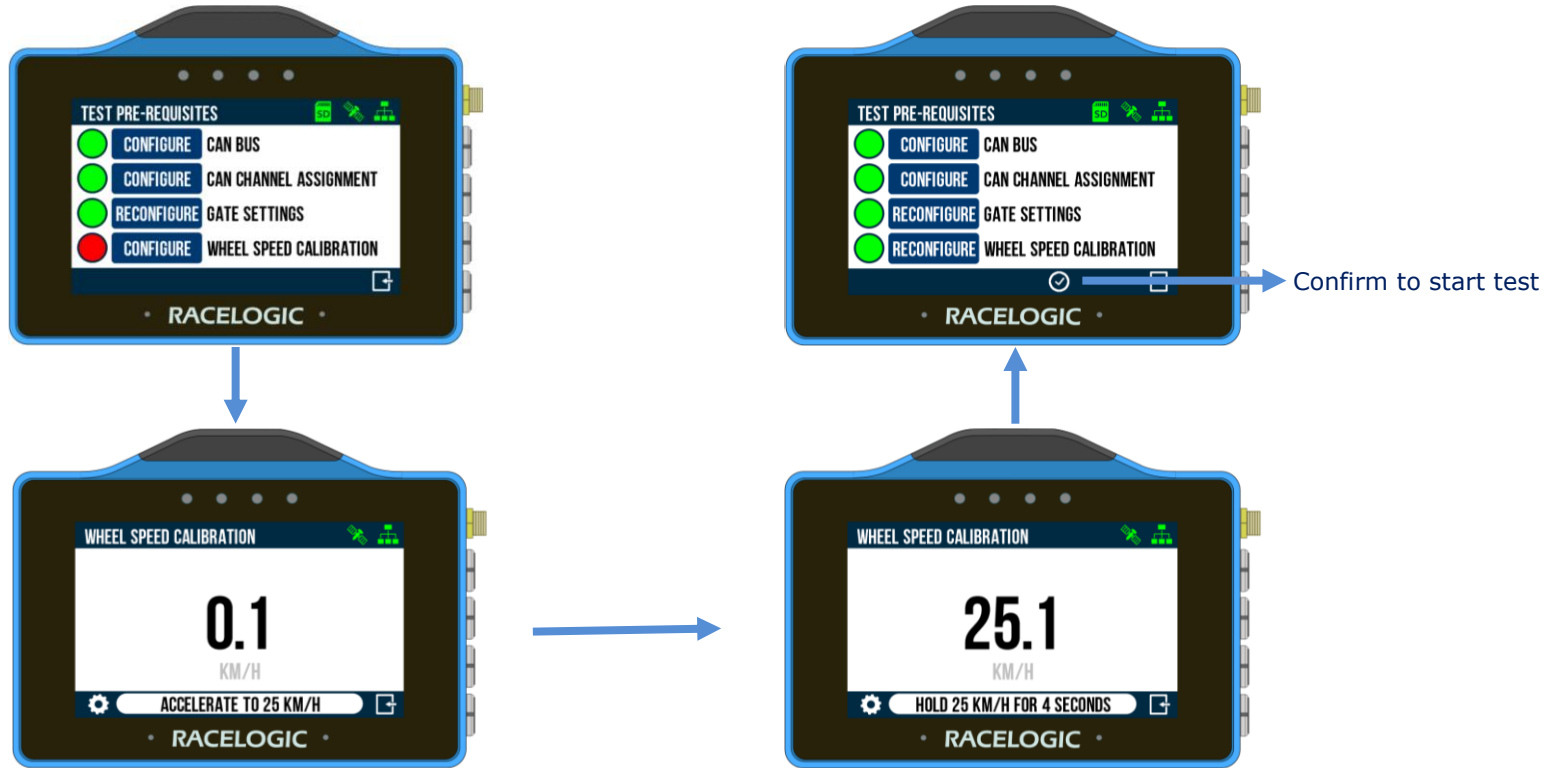 TEST PRE-REQUISITES
SD
CONFIGURE CAN BUS
CONFIGURE CAN CHANNEL ASSIGNMENT
RECONFIGURE GATE SETTINGS
CONFIGURE WHEEL SPEED CALIBRATION
RACELOGIC
TEST PRE-REQUISITES
SD
CONFIGURE CAN BUS
CONFIGURE CAN CHANNEL ASSIGNMENT
RECONFIGURE GATE SETTINGS
RECONFIGURE WHEEL SPEED CALIBRATION
Confirm to start test
RACELOGIC
WHEEL SPEED CALIBRATION
0.1
KM/H
ACCELERATE TO 25 KM/H
RACELOGIC
WHEEL SPEED CALIBRATION
25.1
KM/H
HOLD 25 KM/H FOR 4 SECONDS
RACELOGIC